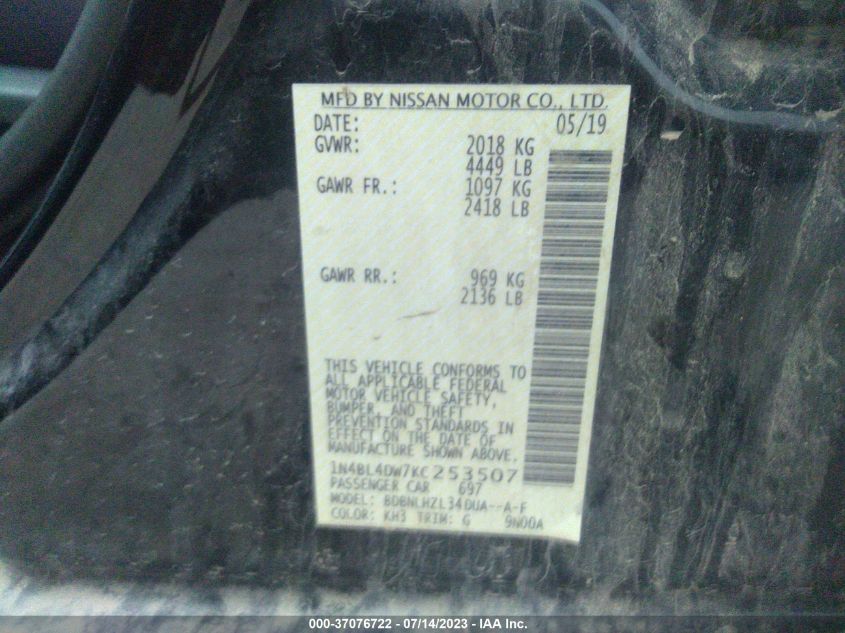 MFD BY NISSAN MOTOR CO., LTD.
DATE: 05/19
GVWR: 2018 KG
4449 LB
GAWR FR.: 1097 KG
2418 LB
GAWR RR.: 969 KG
2136 LB
THIS VEHICLE CONFORMS TO
ALL APPLICABLE FEDERAL
MOTOR VEHICLE SAFETY,
BUMPER, AND THEFT
PREVENTION STANDARDS IN
EFFECT ON THE DATE OF
MANUFACTURE SHOWN ABOVE.
1N4BL4DW7KC253507
PASSENGER CAR 697
MODEL: BDBNLHZL34DUA--A-F
COLOR: KH3 TRIM: G 9N00A
000-37076722 - 07/14/2023 - IAA Inc.